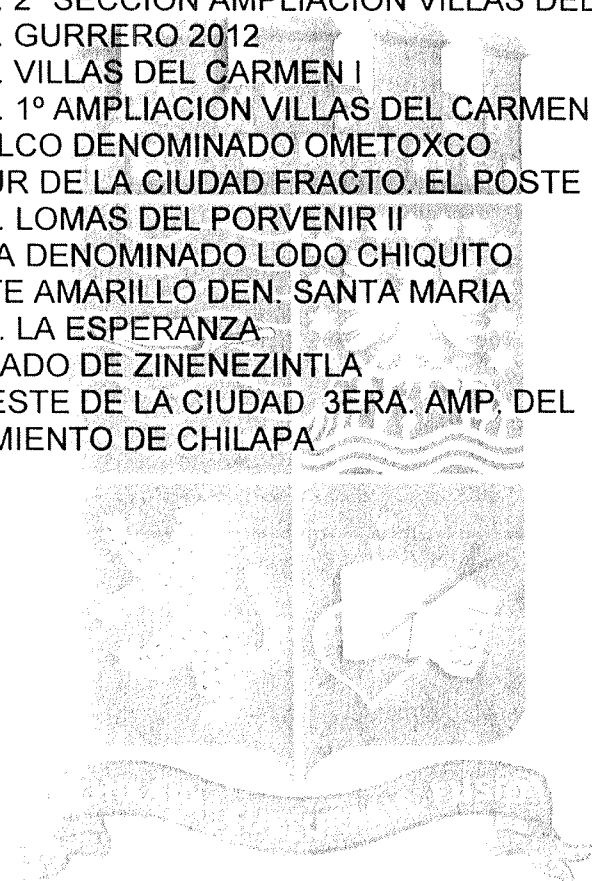 . 2° SECCION AMPLIACION VILLAS DEL
. GURRERO 2012
. VILLAS DEL CARMEN I
. 1º AMPLIACION VILLAS DEL CARMEN
LCO DENOMINADO OMETOXCO
UR DE LA CIUDAD FRACTO. EL POSTE
. LOMAS DEL PORVENIR II
A DENOMINADO LODO CHIQUITO
TE AMARILLO DEN. SANTA MARIA
. LA ESPERANZA
ADO DE ZINENEZINTLA
ESTE DE LA CIUDAD 3ERA. AMP. DEL
MIENTO DE CHILAPA